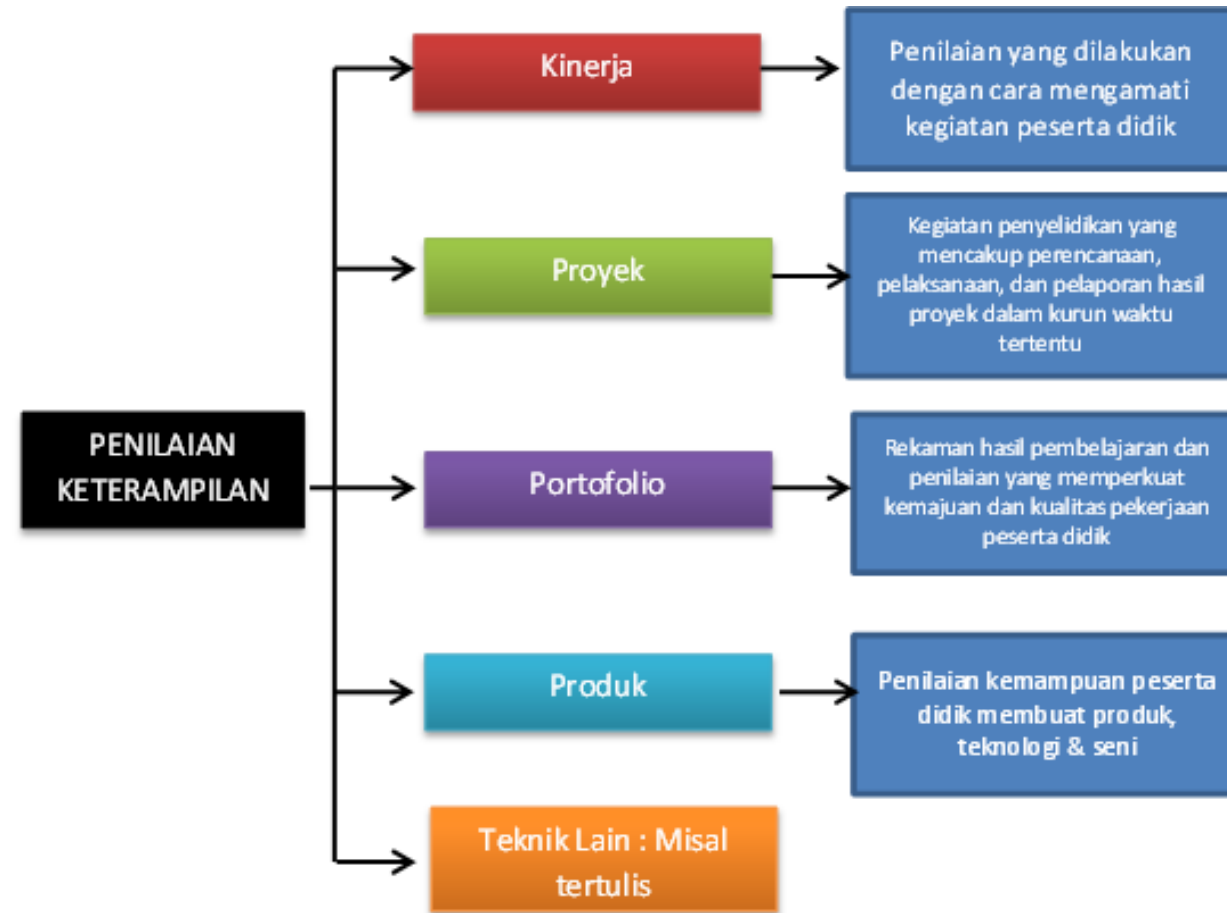 PENILAIAN
KETERAMPILAN
Kinerja
Penilaian yang dilakukan
dengan cara mengamati
kegiatan peserta didik
Proyek
Kegiatan penyelidikan yang
mencakup perencanaan,
pelaksanaan, dan pelaporan hasil
proyek dalam kurun waktu
tertentu
Portofolio
Rekaman hasil pembelajaran dan
penilaian yang memperkuat
kemajuan dan kualitas pekerjaan
peserta didik
Produk
Penilaian kemampuan peserta
didik membuat produk,
teknologi & seni
Teknik Lain : Misal
tertulis